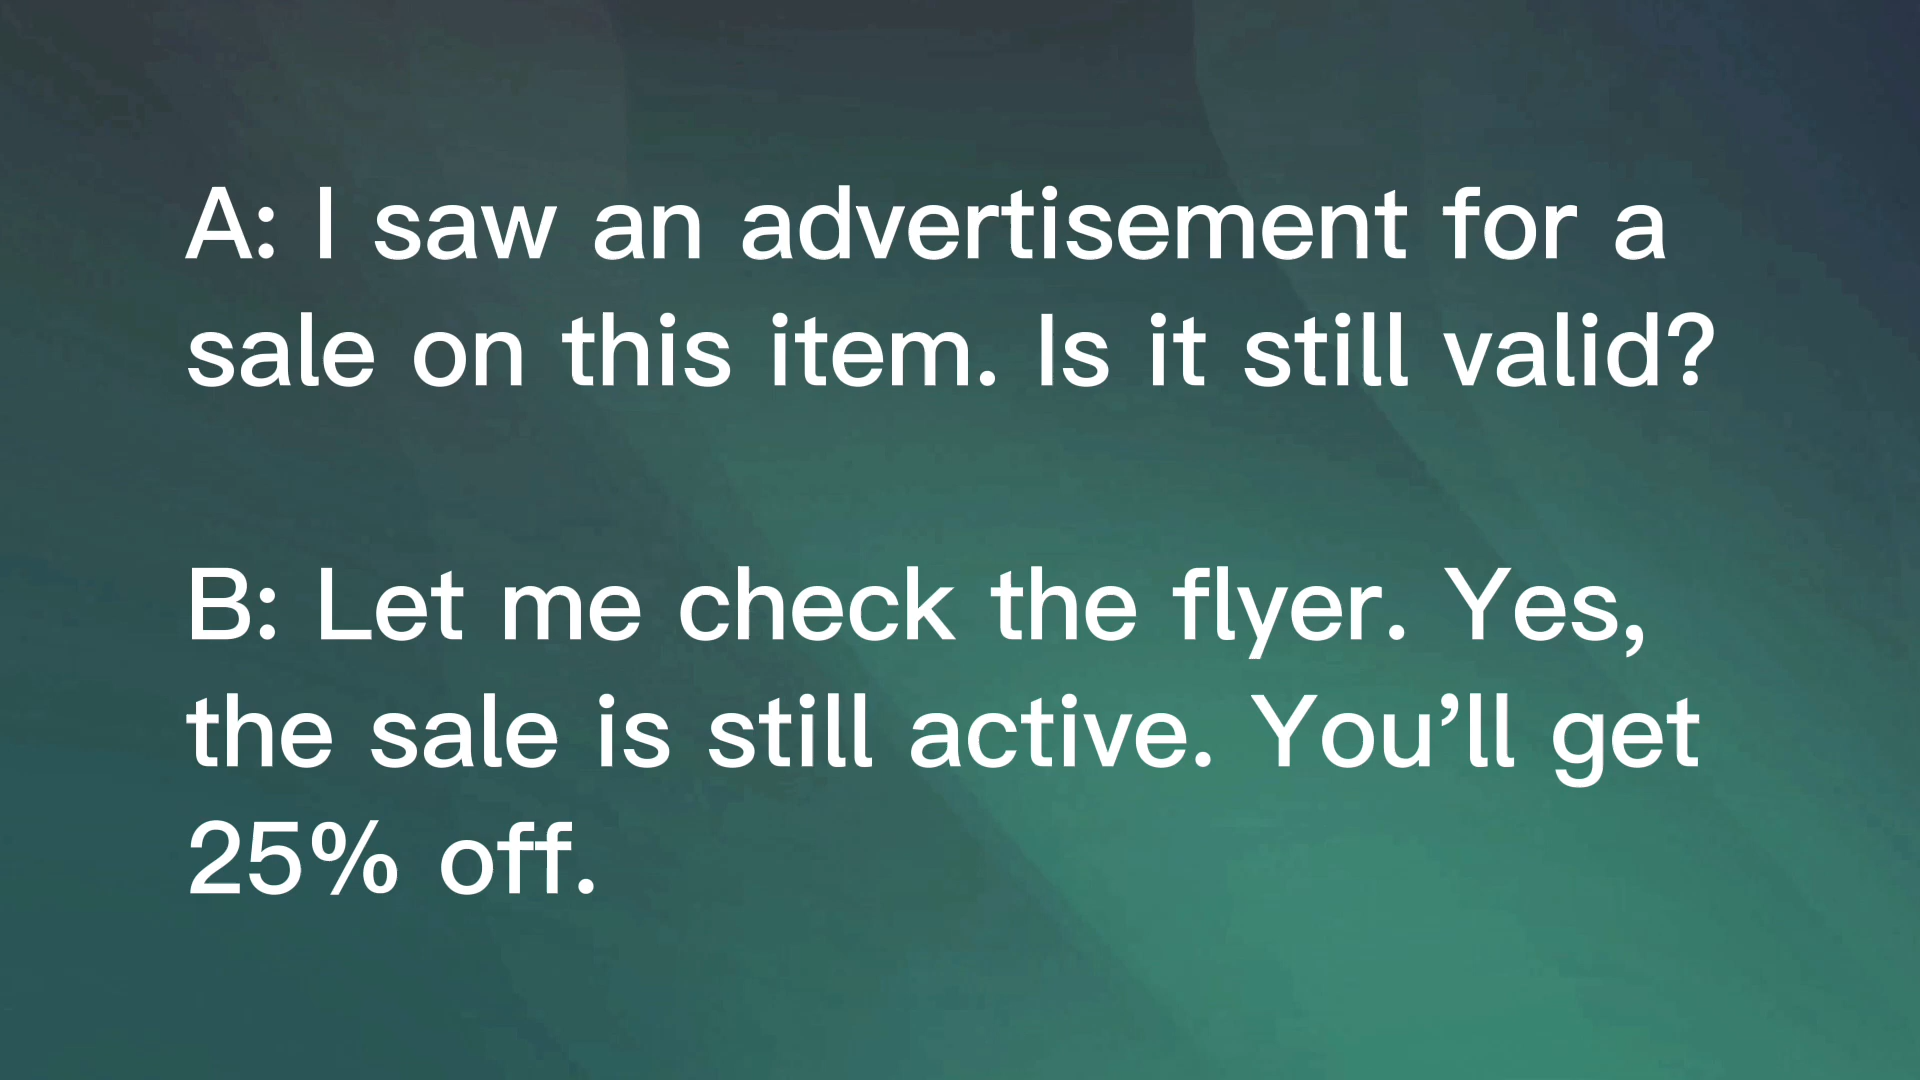 A: I saw an advertisement for a
sale on this item. Is it still valid?
B: Let me check the flyer. Yes,
the sale is still active. You’ll get
25% off.